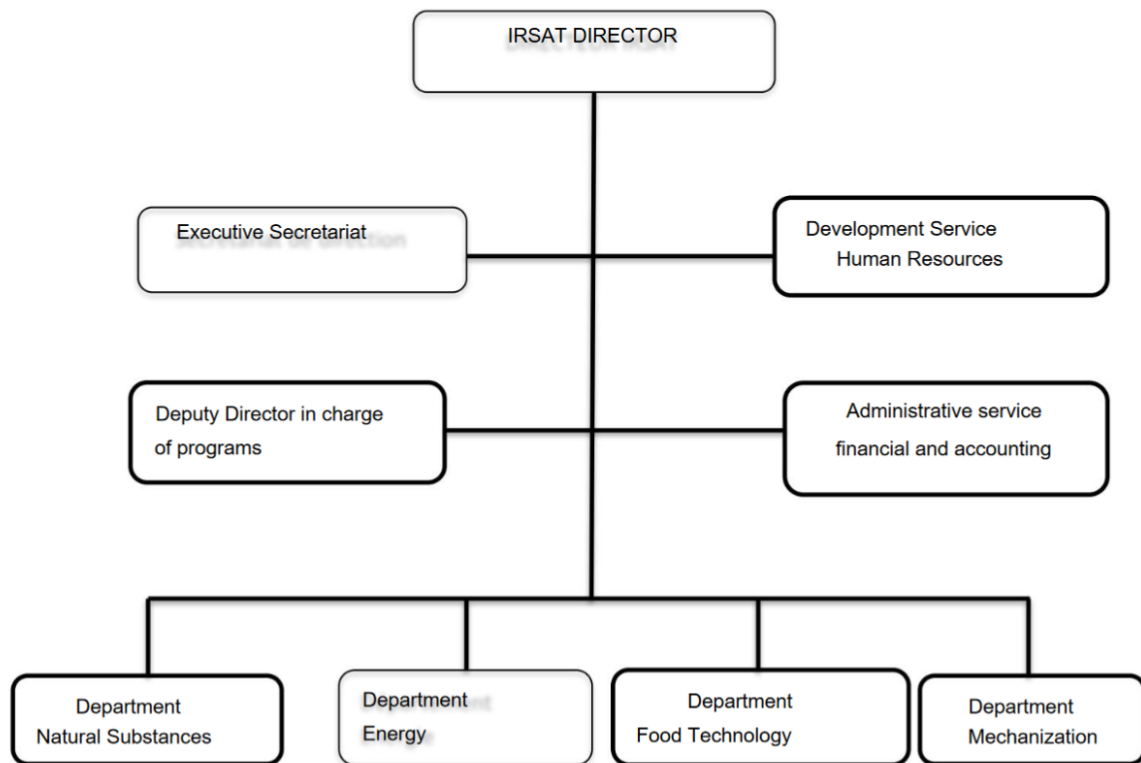 IRSAT DIRECTOR
Executive Secretariat
Development Service
Human Resources
Deputy Director in charge
of programs
Administrative service
financial and accounting
Department
Natural Substances
Department
Energy
Department
Food Technology
Department
Mechanization